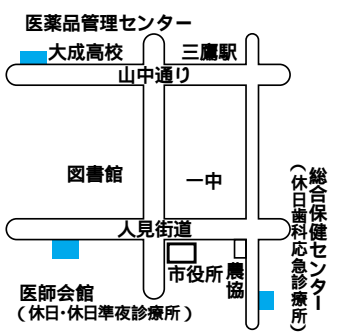 医薬品管理センター
大成高校
三鷹駅
山中通り
図書館
一中
人見街道
市役所
農協
医師会館
（休日･休日準夜診療所）
総合保健センター
（休日歯科応急診療所）